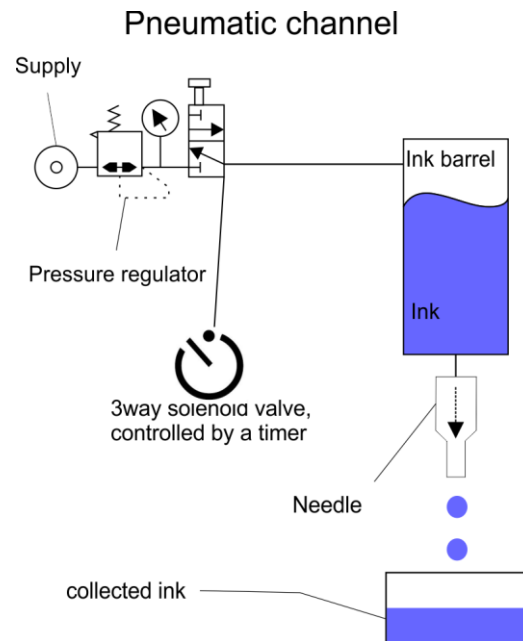 Pneumatic channel
Supply
Ink barrel
Pressure regulator
Ink
3way solenoid valve,
controlled by a timer
Needle
collected ink